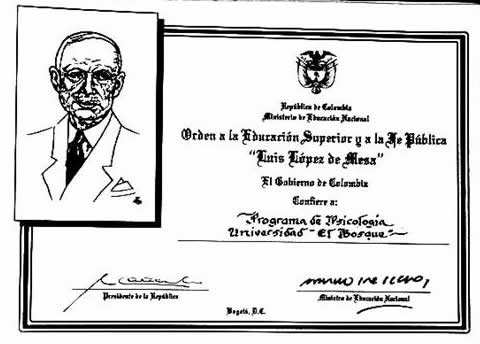 República de Colombia
Ministerio de Educación Nacional
Orden a la Educación Superior y a la Fe Pública
"Luis López de Mesa"
El Gobierno de Colombia
Confiere a:
Programa de Psicología
Universidad "El Bosque"
Presidente de la República
Ministro de Educación Nacional
Bogotá, D.C.